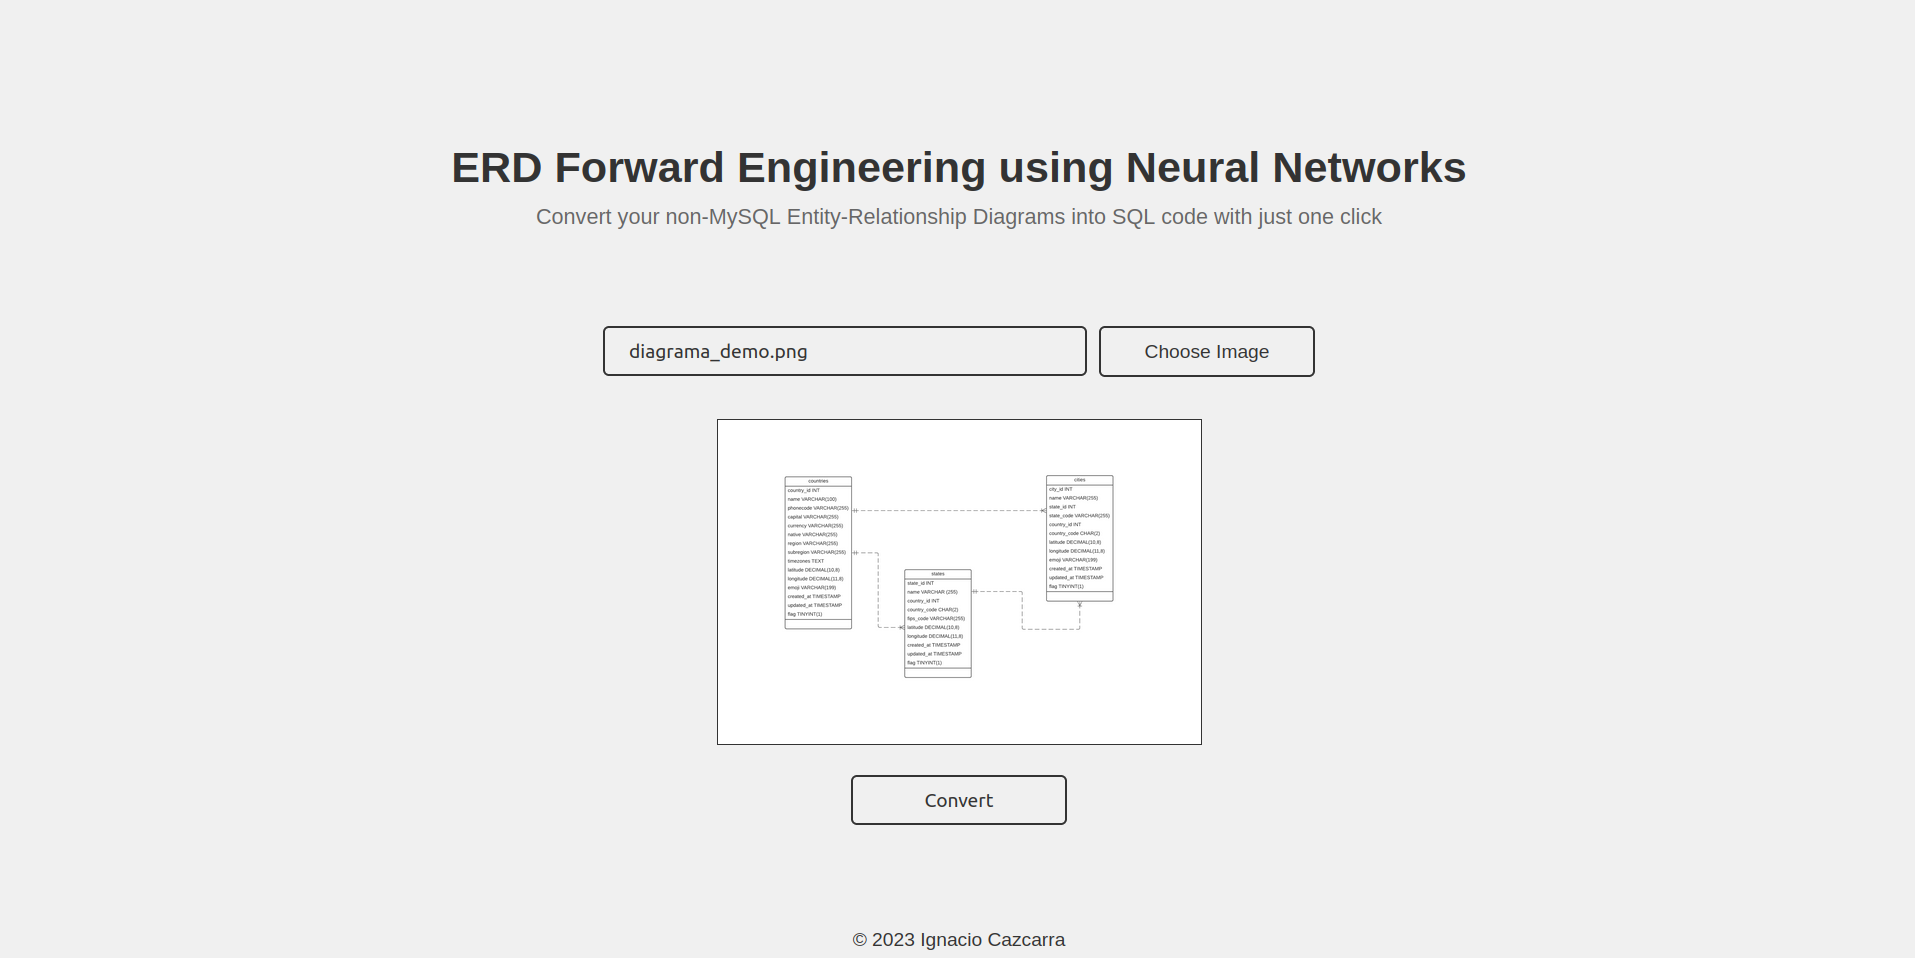 ERD Forward Engineering using Neural Networks
Convert your non-MySQL Entity-Relationship Diagrams into SQL code with just one click
diagrama_demo.png
Choose Image
countries
country_id INT
name VARCHAR(100)
phonecode VARCHAR(255)
capital VARCHAR(255)
currency VARCHAR(255)
native VARCHAR(255)
region VARCHAR(255)
subregion VARCHAR(255)
timezones TEXT
latitude DECIMAL(10,8)
longitude DECIMAL(11,8)
emoji VARCHAR(199)
created_at TIMESTAMP
updated_at TIMESTAMP
flag TINYINT(1)
states
state_id INT
name VARCHAR (255)
country_id INT
country_code CHAR(2)
fips_code VARCHAR(255)
latitude DECIMAL(10,8)
longitude DECIMAL(11,8)
created_at TIMESTAMP
updated_at TIMESTAMP
flag TINYINT(1)
cities
city_id INT
name VARCHAR(255)
state_id INT
state_code VARCHAR(255)
country_id INT
country_code CHAR(2)
latitude DECIMAL(10,8)
longitude DECIMAL(11,8)
emoji VARCHAR(199)
created_at TIMESTAMP
updated_at TIMESTAMP
flag TINYINT(1)
Convert
© 2023 Ignacio Cazcarra